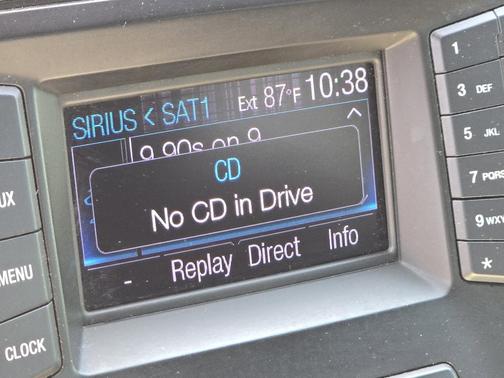 SIRIUS < SAT1 Ext 87°F 10:38
9 90s on 9
CD
No CD in Drive
- Replay Direct Info
UX
MENU
CLOCK
1
3 DEF
5 JKL
7 PQRS
9 WXY
*